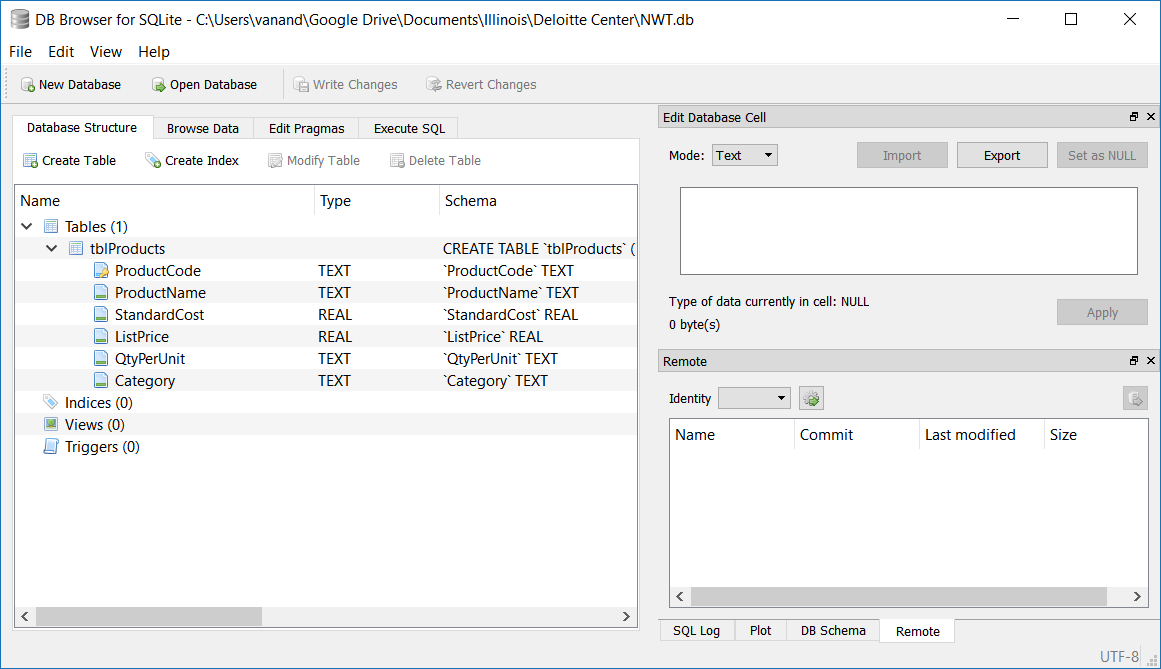 DB Browser for SQLite - C:\Users\vanand\Google Drive\Documents\Illinois\Deloitte Center\NWT.db
File Edit View Help
New Database Open Database Write Changes Revert Changes
Database Structure Browse Data Edit Pragmas Execute SQL
Create Table Create Index Modify Table Delete Table
Name Type Schema
Tables (1)
tblProducts CREATE TABLE `tblProducts` (
ProductCode TEXT `ProductCode` TEXT
ProductName TEXT `ProductName` TEXT
StandardCost REAL `StandardCost` REAL
ListPrice REAL `ListPrice` REAL
QtyPerUnit TEXT `QtyPerUnit` TEXT
Category TEXT `Category` TEXT
Indices (0)
Views (0)
Triggers (0)
Edit Database Cell
Mode: Text Import Export Set as NULL
Type of data currently in cell: NULL
0 byte(s)
Apply
Remote
Identity
Name Commit Last modified Size
SQL Log Plot DB Schema Remote
UTF-8